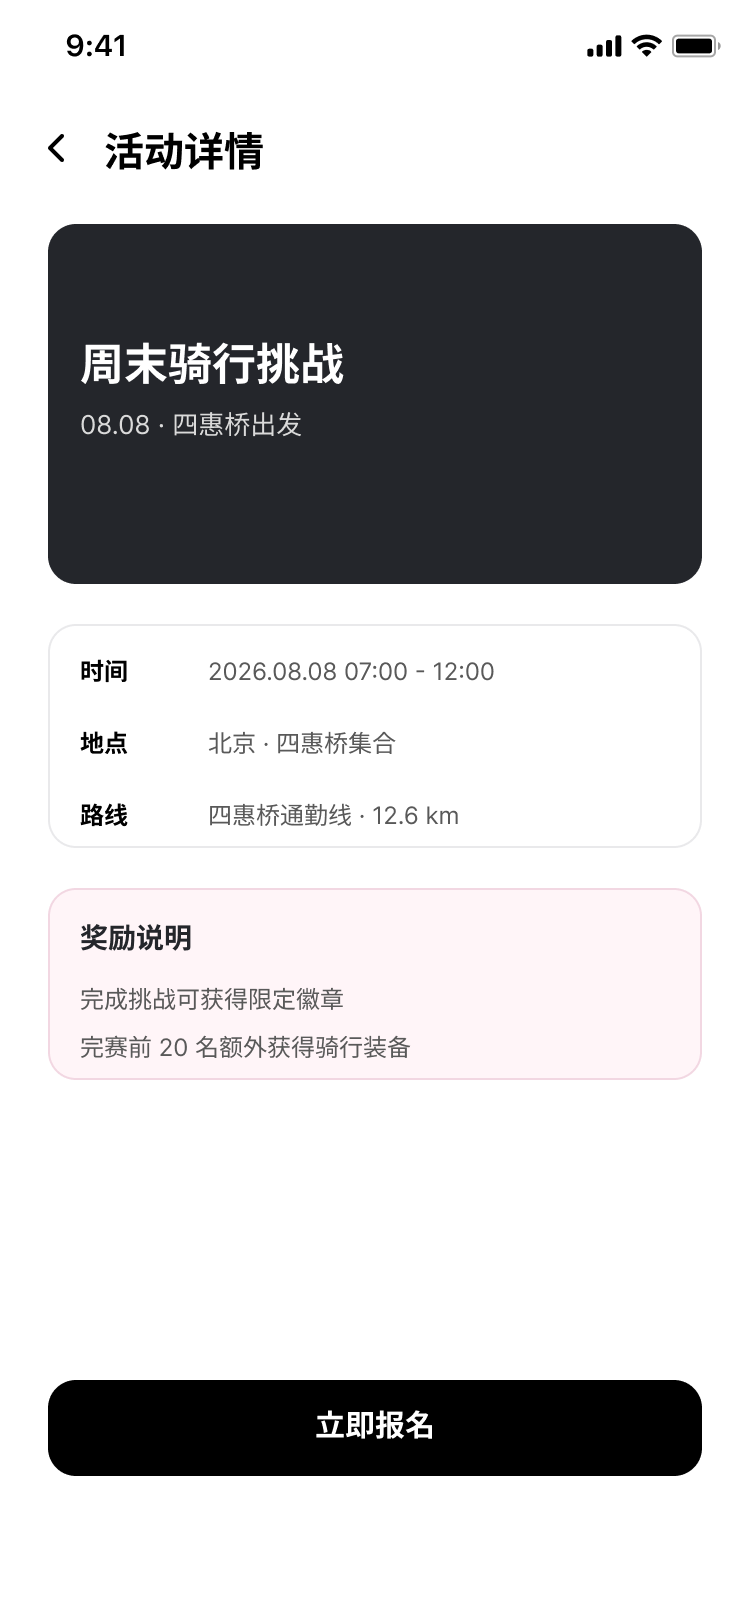 9:41
活动详情
周末骑行挑战
08.08 · 四惠桥出发
时间 2026.08.08 07:00 - 12:00
地点 北京 · 四惠桥集合
路线 四惠桥通勤线 · 12.6 km
奖励说明
完成挑战可获得限定徽章
完赛前 20 名额外获得骑行装备
立即报名